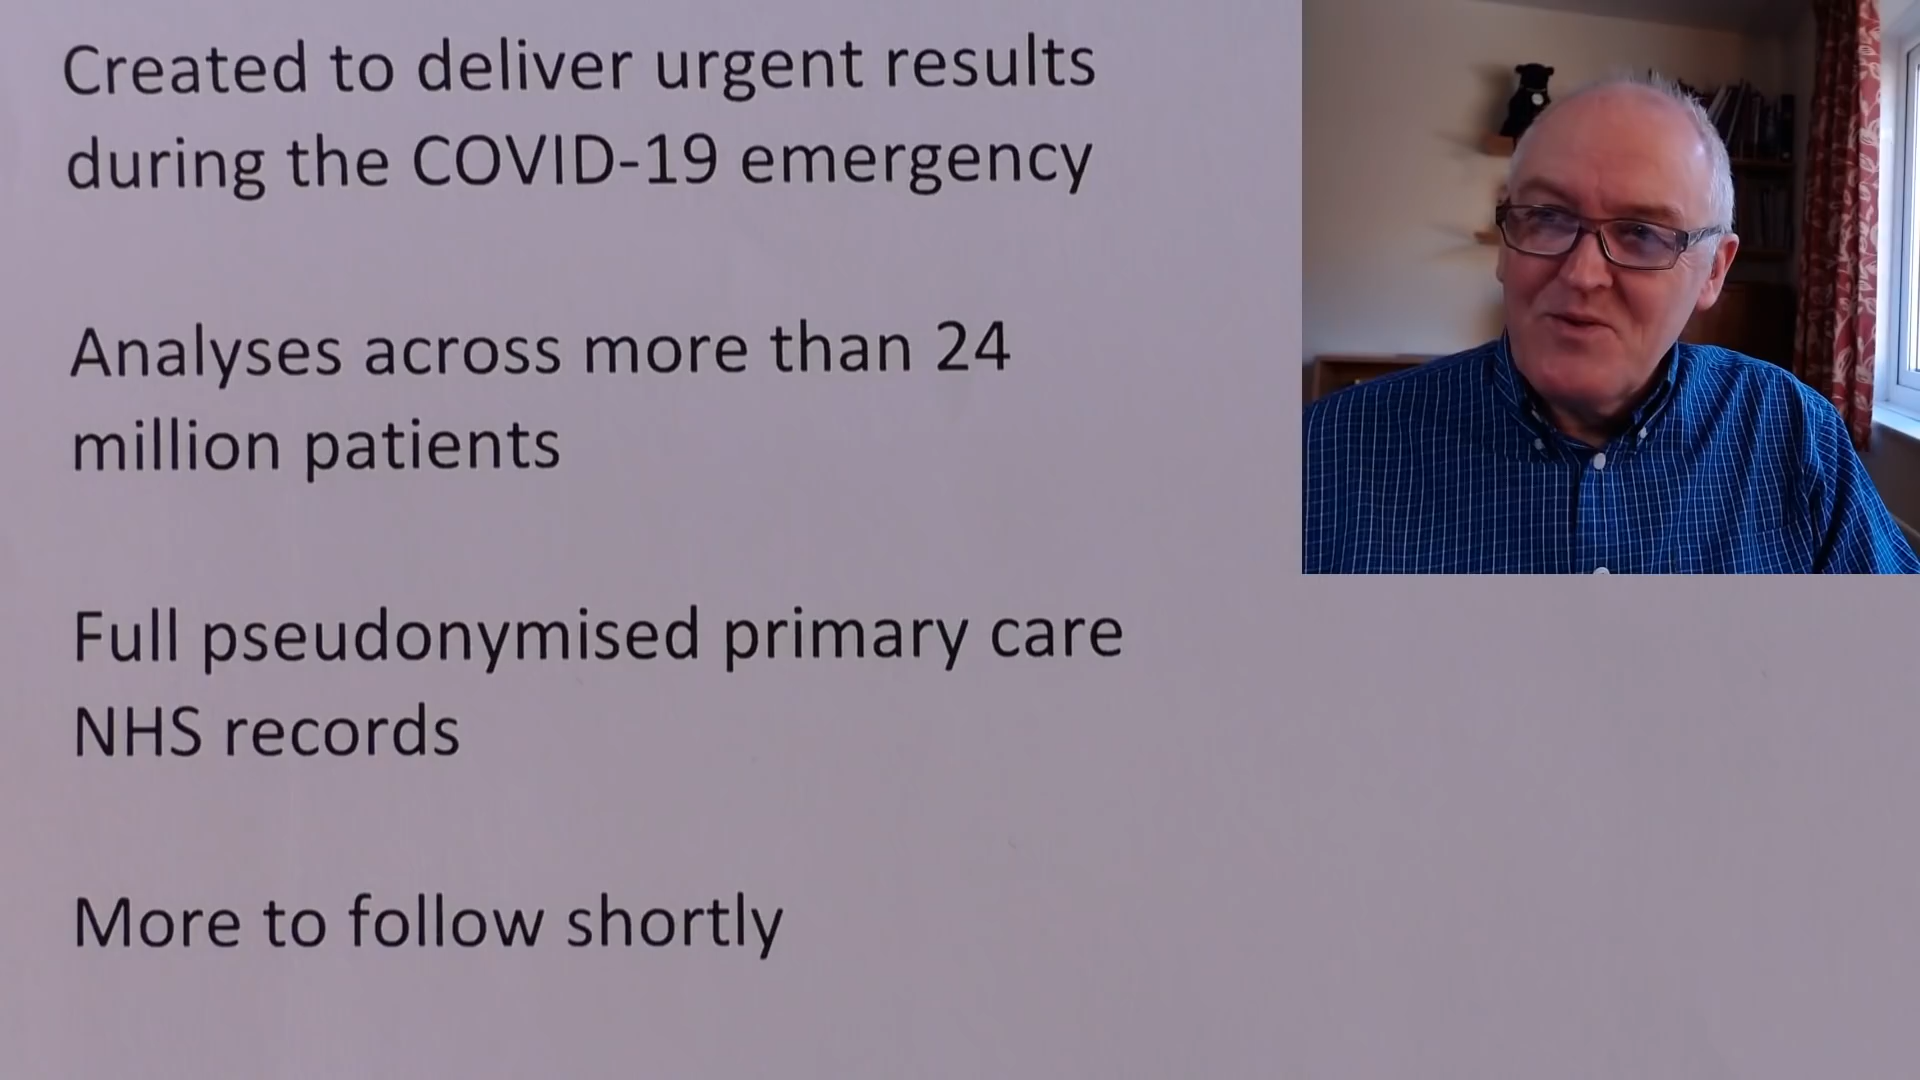 Created to deliver urgent results
during the COVID-19 emergency
Analyses across more than 24
million patients
Full pseudonymised primary care
NHS records
More to follow shortly